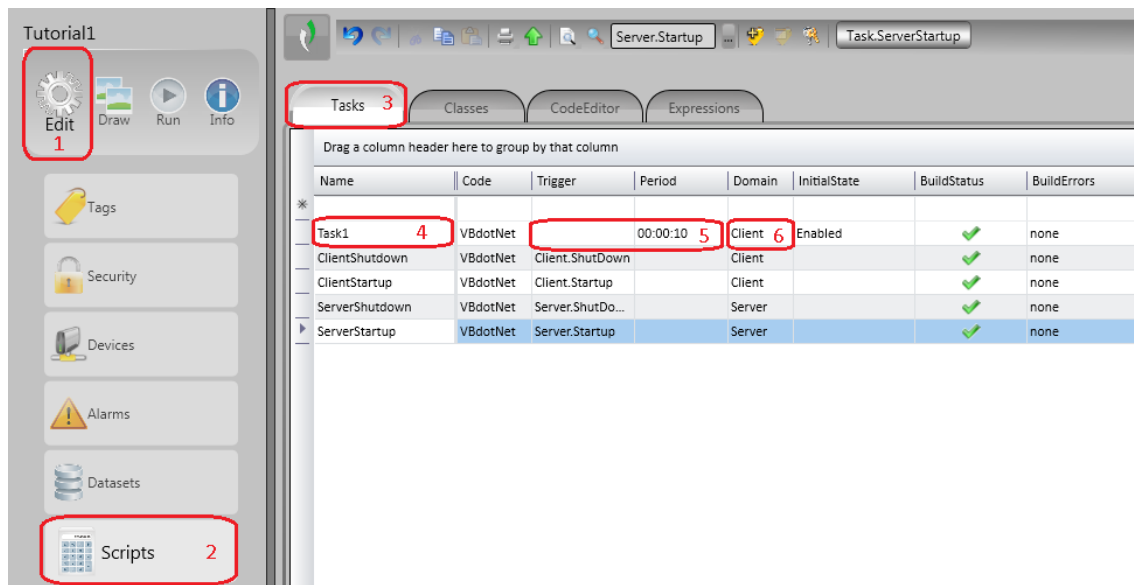 Tutorial1
Edit
1
Draw
Run
Info
Tags
Security
Devices
Alarms
Datasets
Scripts 2
Server.Startup ... Task.ServerStartup
Tasks 3 Classes CodeEditor Expressions
Drag a column header here to group by that column
Name Code Trigger Period Domain InitialState BuildStatus BuildErrors
Task1 4 VBdotNet 00:00:10 5 Client 6 Enabled none
ClientShutdown VBdotNet Client.ShutDown Client none
ClientStartup VBdotNet Client.Startup Client none
ServerShutdown VBdotNet Server.ShutDo... Server none
ServerStartup VBdotNet Server.Startup Server none